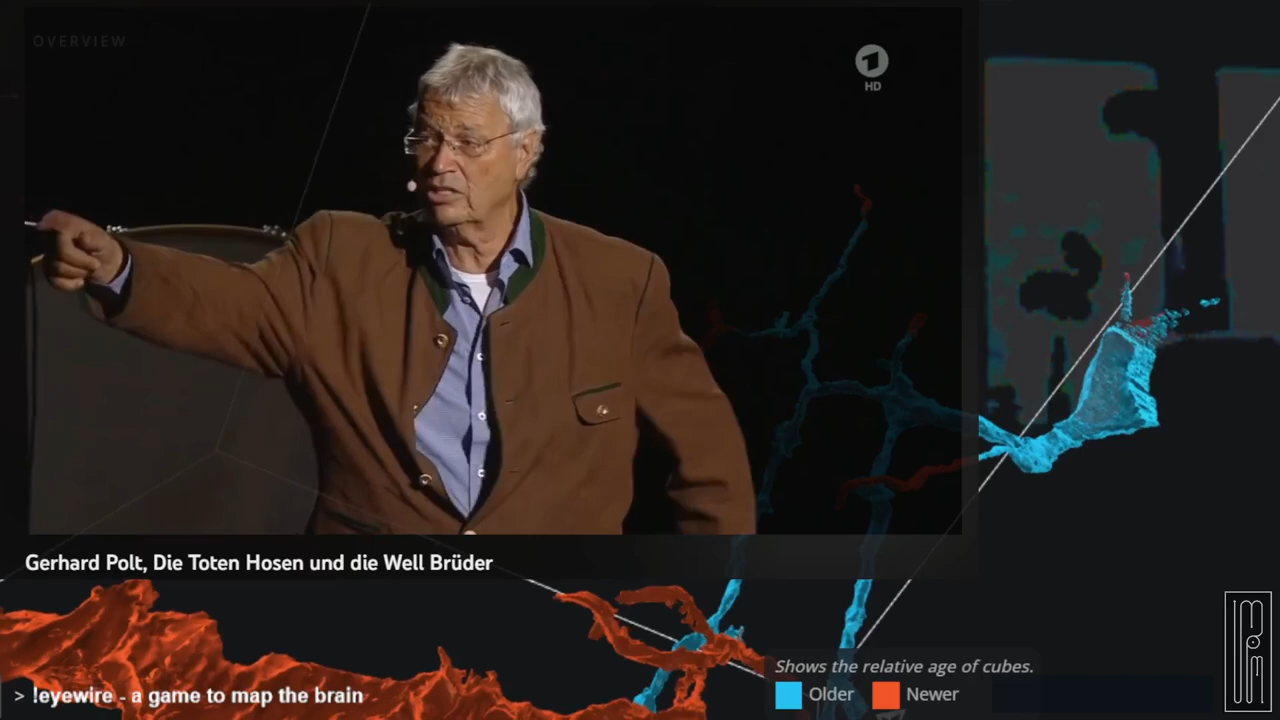 OVERVIEW
1
HD
Gerhard Polt, Die Toten Hosen und die Well Brüder
> !eyewire - a game to map the brain
Shows the relative age of cubes.
Older
Newer